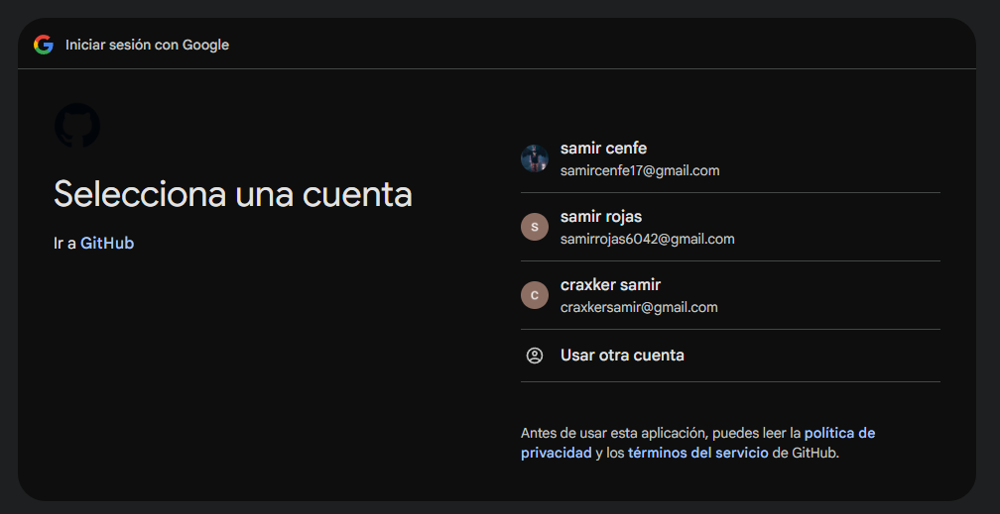 Iniciar sesión con Google
Selecciona una cuenta
Ir a GitHub
samir cenfe
samircenfe17@gmail.com
S
samir rojas
samirrojas6042@gmail.com
C
craxker samir
craxkersamir@gmail.com
Usar otra cuenta
Antes de usar esta aplicación, puedes leer la política de
privacidad y los términos del servicio de GitHub.